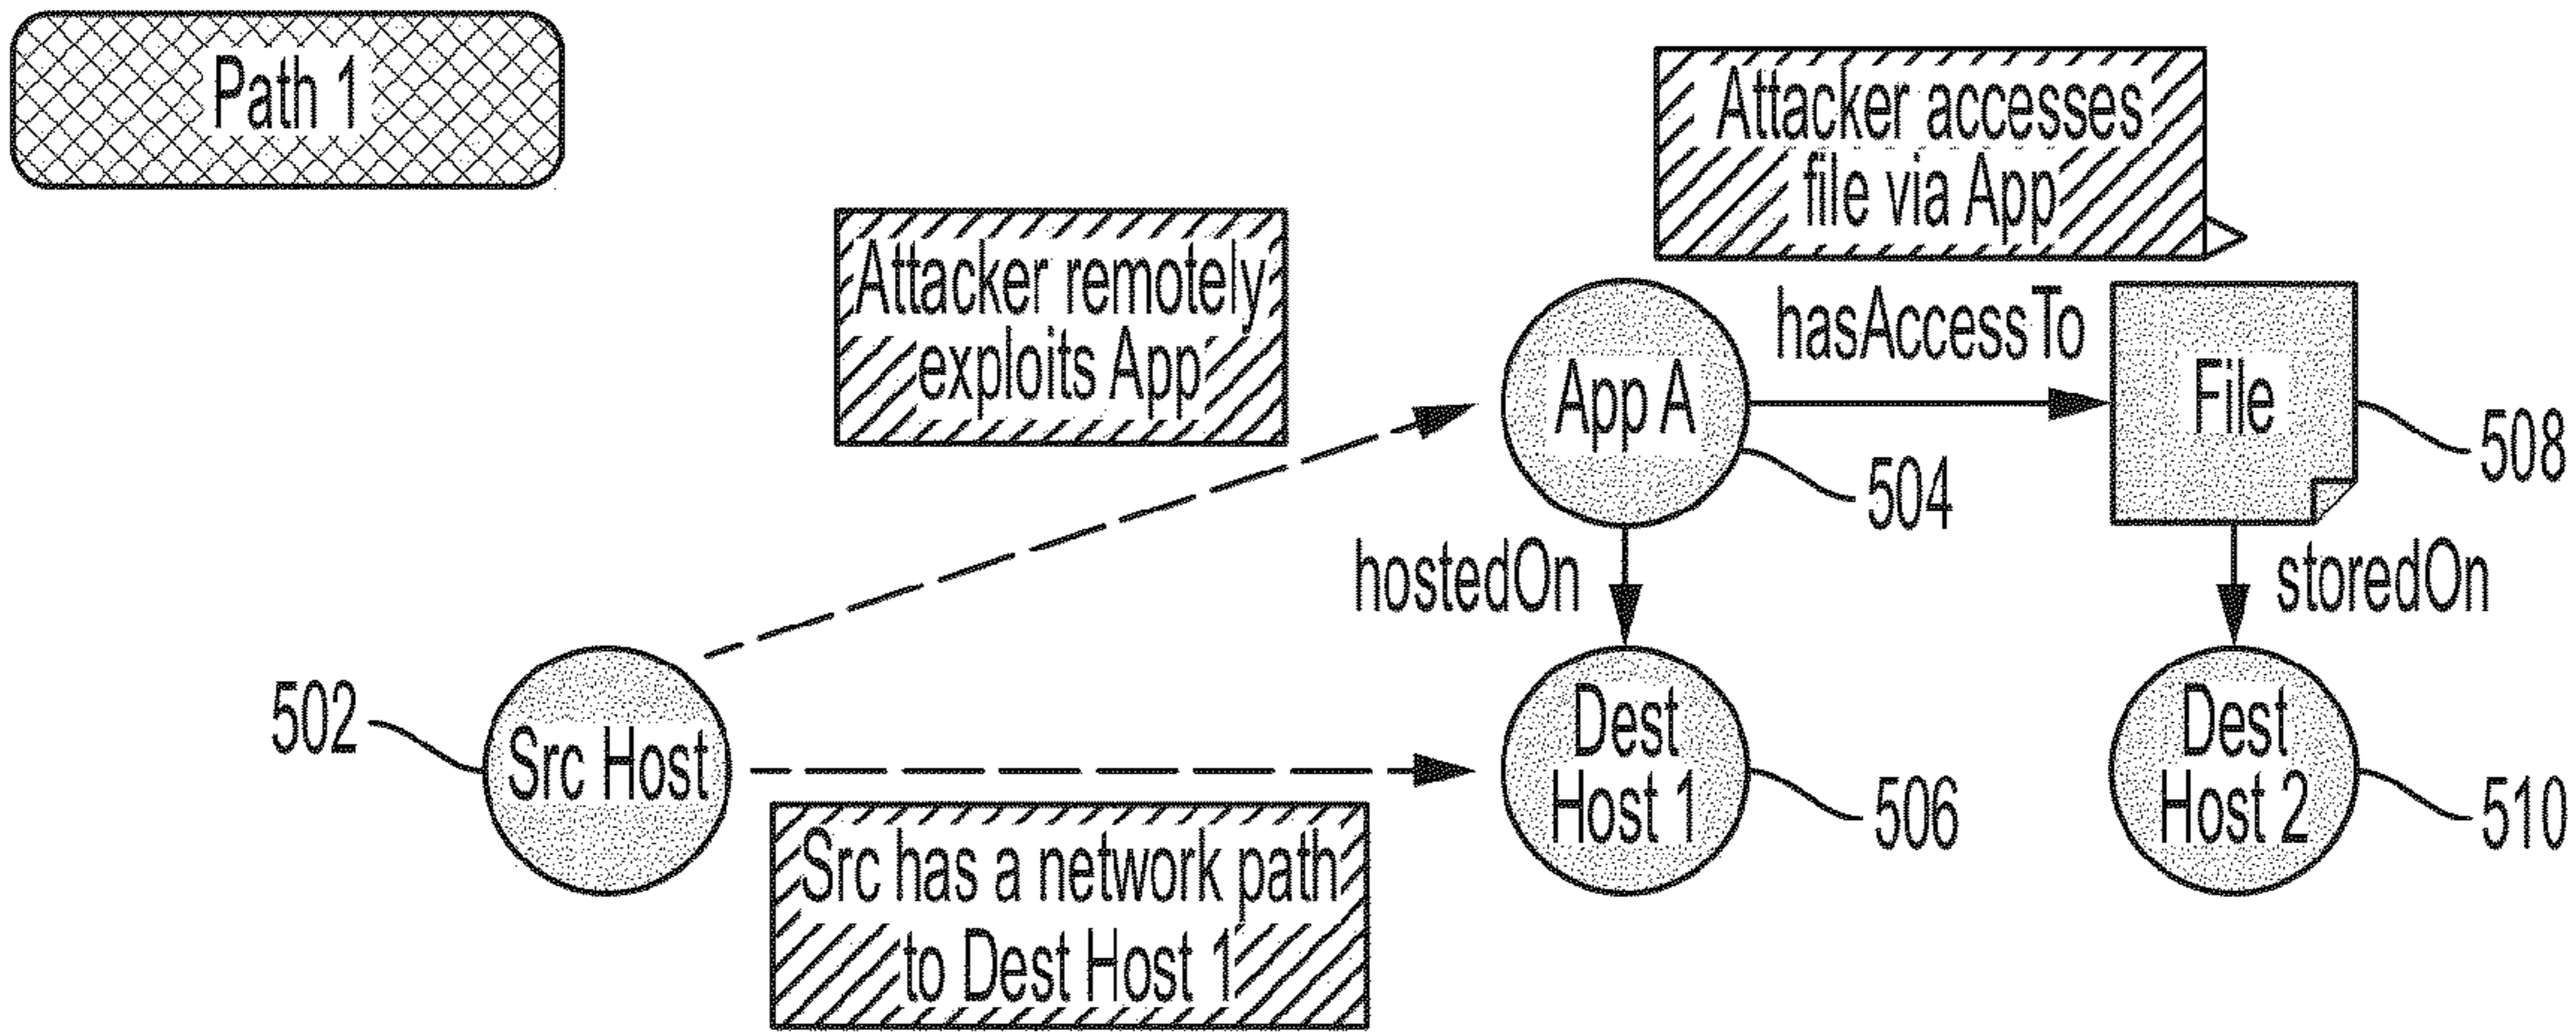 Path 1
Attacker accesses
file via App
Attacker remotely
exploits App
App A
hasAccessTo
File
508
504
hostedOn
storedOn
502
Src Host
Dest
Host 1
506
Dest
Host 2
510
Src has a network path
to Dest Host 1